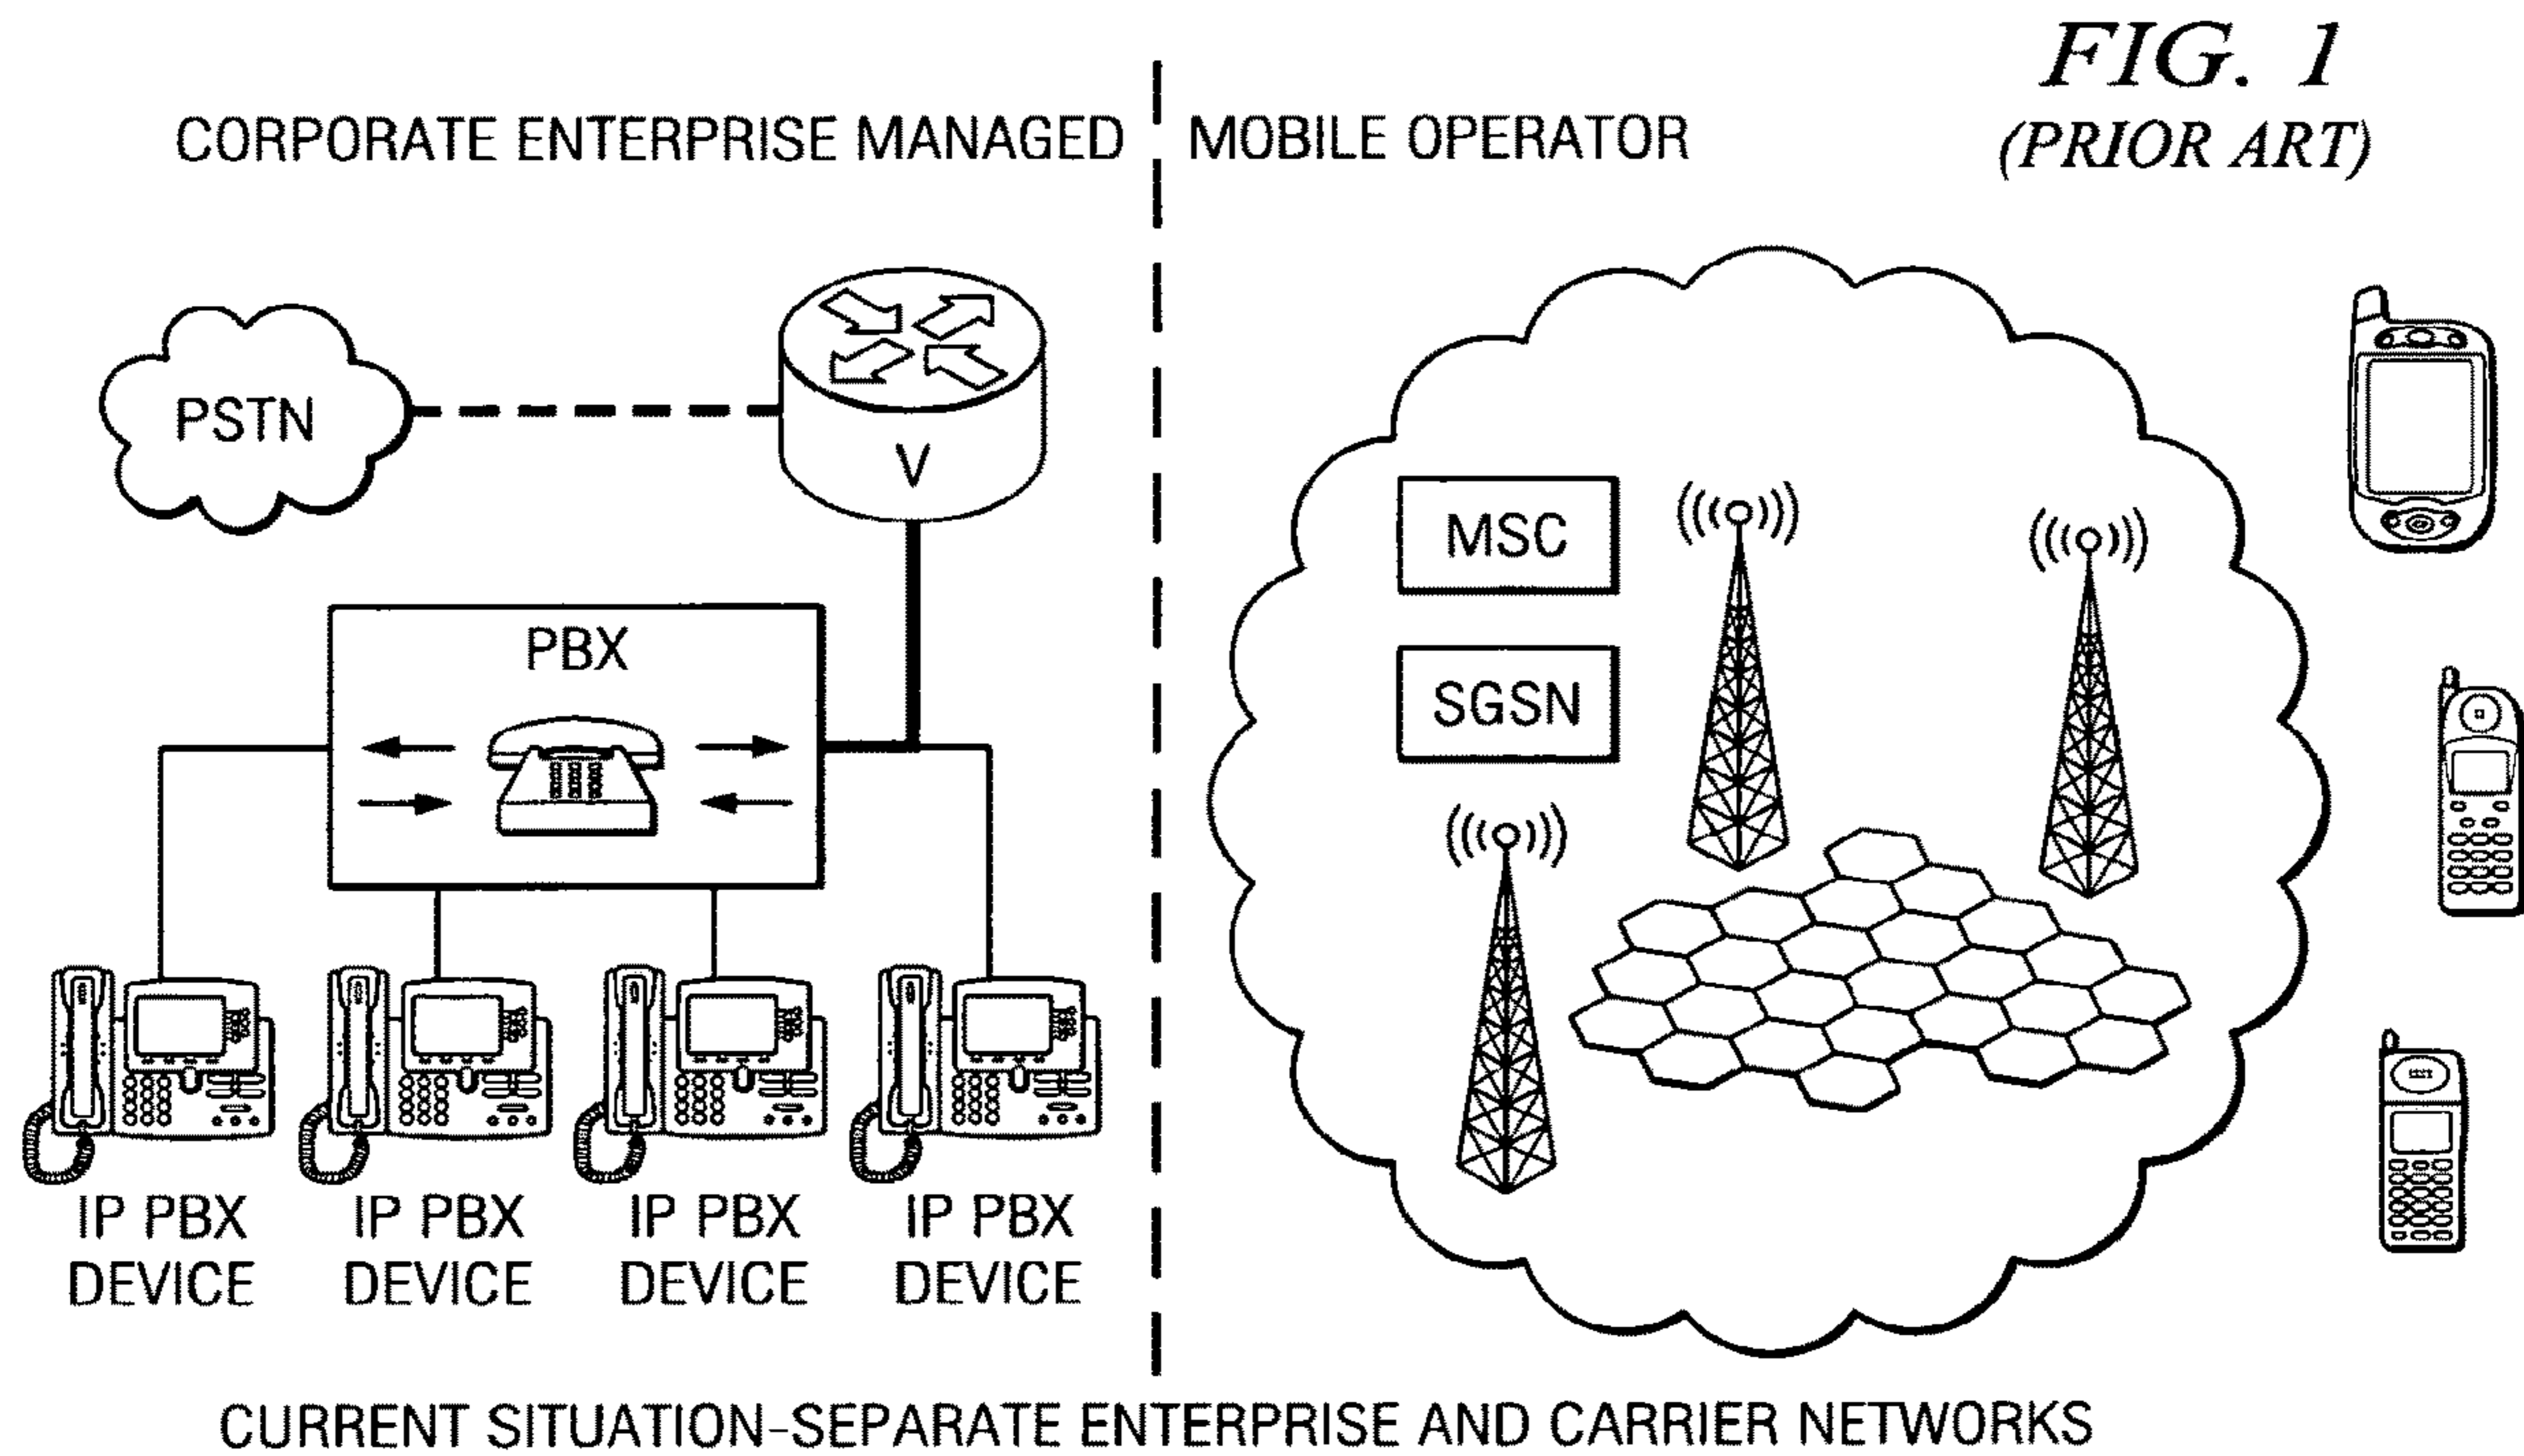 FIG. 1
(PRIOR ART)
CORPORATE ENTERPRISE MANAGED
MOBILE OPERATOR
PSTN
V
PBX
MSC
SGSN
IP PBX
DEVICE
IP PBX
DEVICE
IP PBX
DEVICE
IP PBX
DEVICE
CURRENT SITUATION-SEPARATE ENTERPRISE AND CARRIER NETWORKS